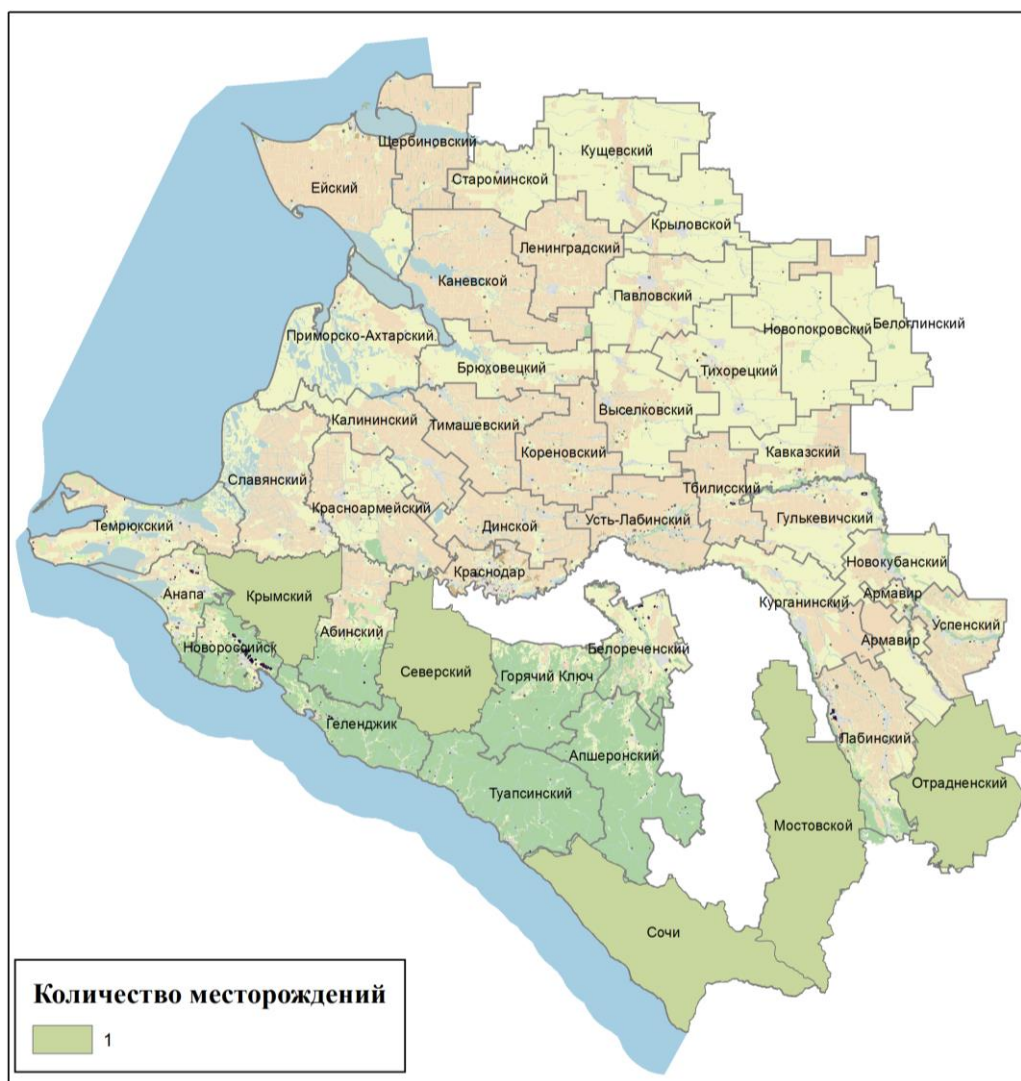 Щербиновский
Кущевский
Староминской
Ейский
Крыловской
Ленинградский
Каневской
Павловский
Новопокровский
Белоглинский
Приморско-Ахтарский
Брюховецкий
Тихорецкий
Выселковский
Калининский
Тимашевский
Кореновский
Кавказский
Славянский
Тбилисский
Красноармейский
Усть-Лабинский
Гулькевичский
Темрюкский
Динской
Краснодар
Новокубанский
Анапа
Крымский
Курганинский
Армавир
Абинский
Успенский
Армавир
Новороссийск
Белореченский
Северский
Горячий Ключ
Геленджик
Лабинский
Апшеронский
Отрадненский
Туапсинский
Мостовской
Сочи
Количество месторождений
1